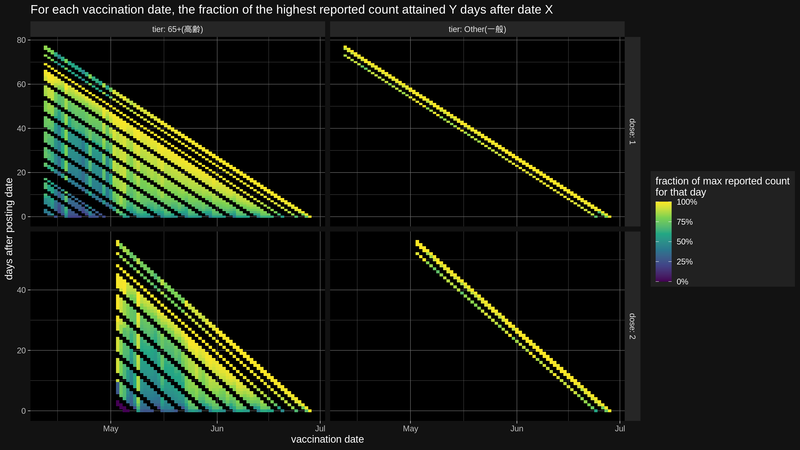 For each vaccination date, the fraction of the highest reported count attained Y days after date X
tier: 65+(高齢)
tier: Other(一般)
80
60
40
20
0
dose: 1
40
20
0
dose: 2
days after posting date
May
Jun
Jul
May
Jun
Jul
vaccination date
fraction of max reported count
for that day
100%
75%
50%
25%
0%